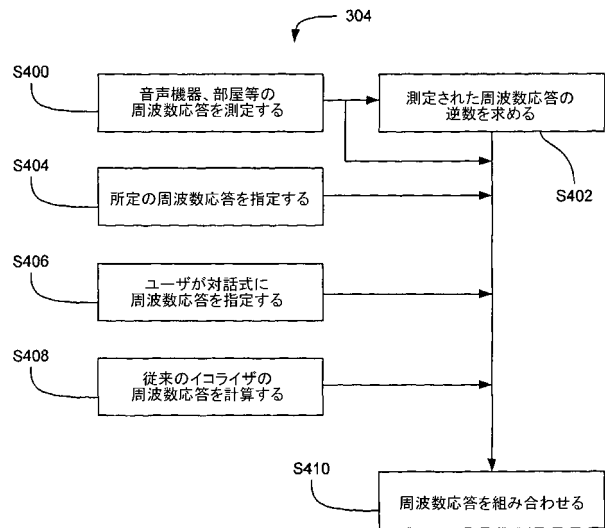 304
S400
音声機器、部屋等の
周波数応答を測定する
測定された周波数応答の
逆数を求める
S402
S404
所定の周波数応答を指定する
S406
ユーザが対話式に
周波数応答を指定する
S408
従来のイコライザの
周波数応答を計算する
S410
周波数応答を組み合わせる